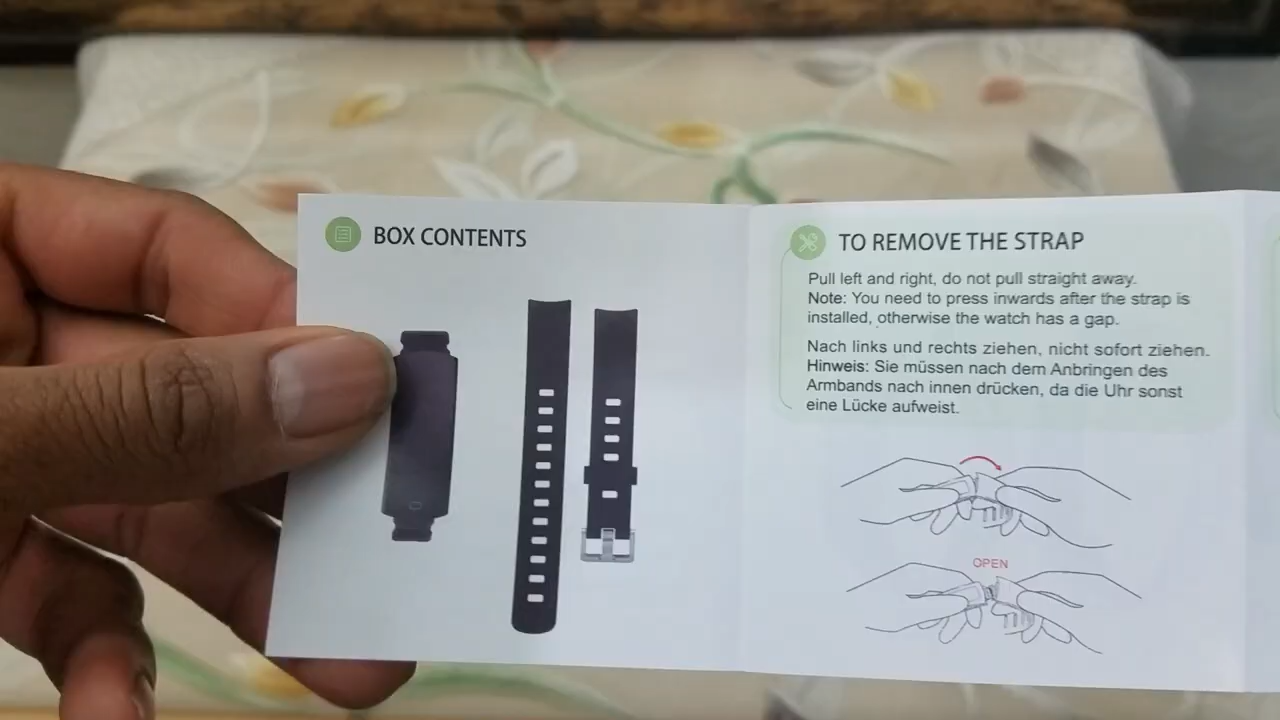 BOX CONTENTS
TO REMOVE THE STRAP
Pull left and right, do not pull straight away.
Note: You need to press inwards after the strap is
installed, otherwise the watch has a gap.
Nach links und rechts ziehen, nicht sofort ziehen.
Hinweis: Sie müssen nach dem Anbringen des
Armbands nach innen drücken, da die Uhr sonst
eine Lücke aufweist.
OPEN